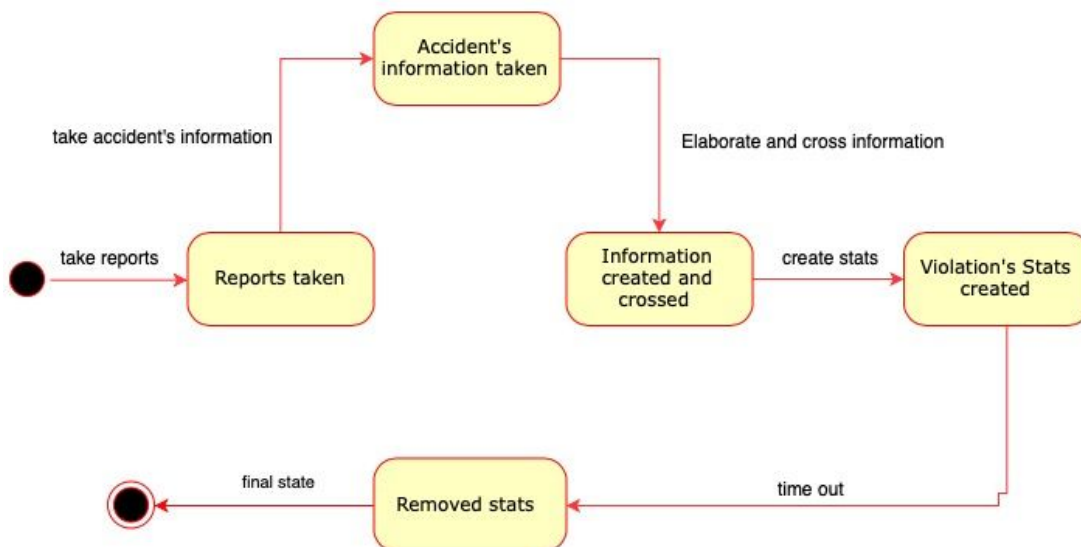 Accident's
information taken
take accident's information
Elaborate and cross information
take reports
Reports taken
Information
created and
crossed
create stats
Violation's Stats
created
final state
Removed stats
time out